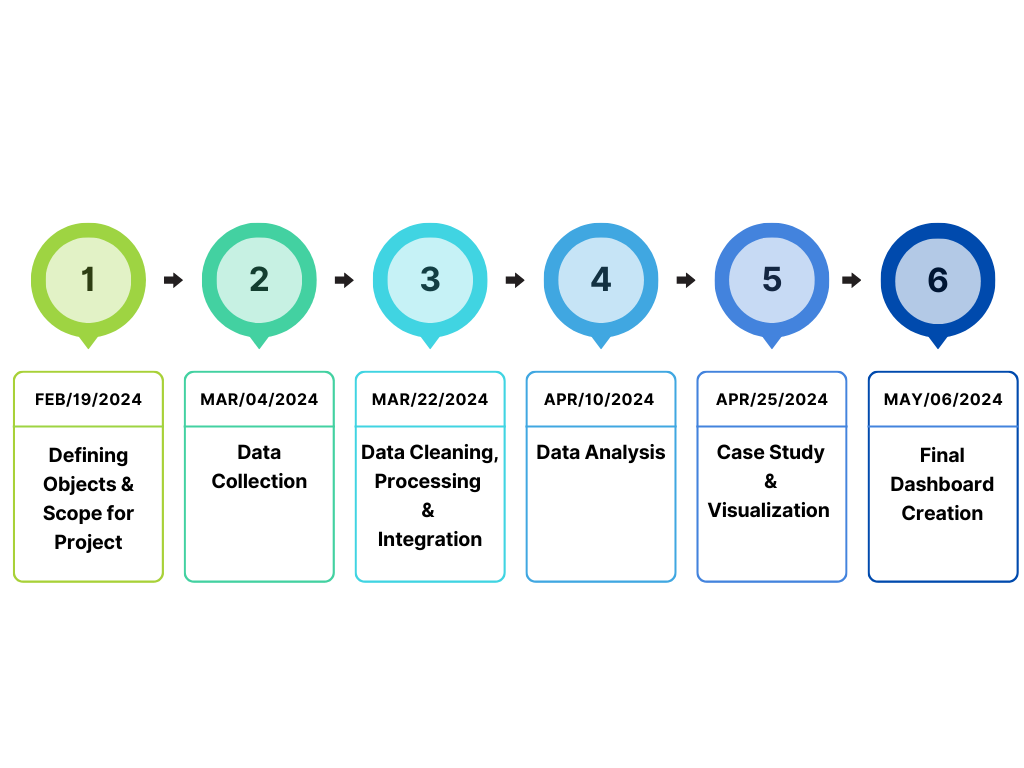 1
2
3
4
5
6
FEB/19/2024
Defining
Objects &
Scope for
Project
MAR/04/2024
Data
Collection
MAR/22/2024
Data Cleaning,
Processing
&
Integration
APR/10/2024
Data Analysis
APR/25/2024
Case Study
&
Visualization
MAY/06/2024
Final
Dashboard
Creation